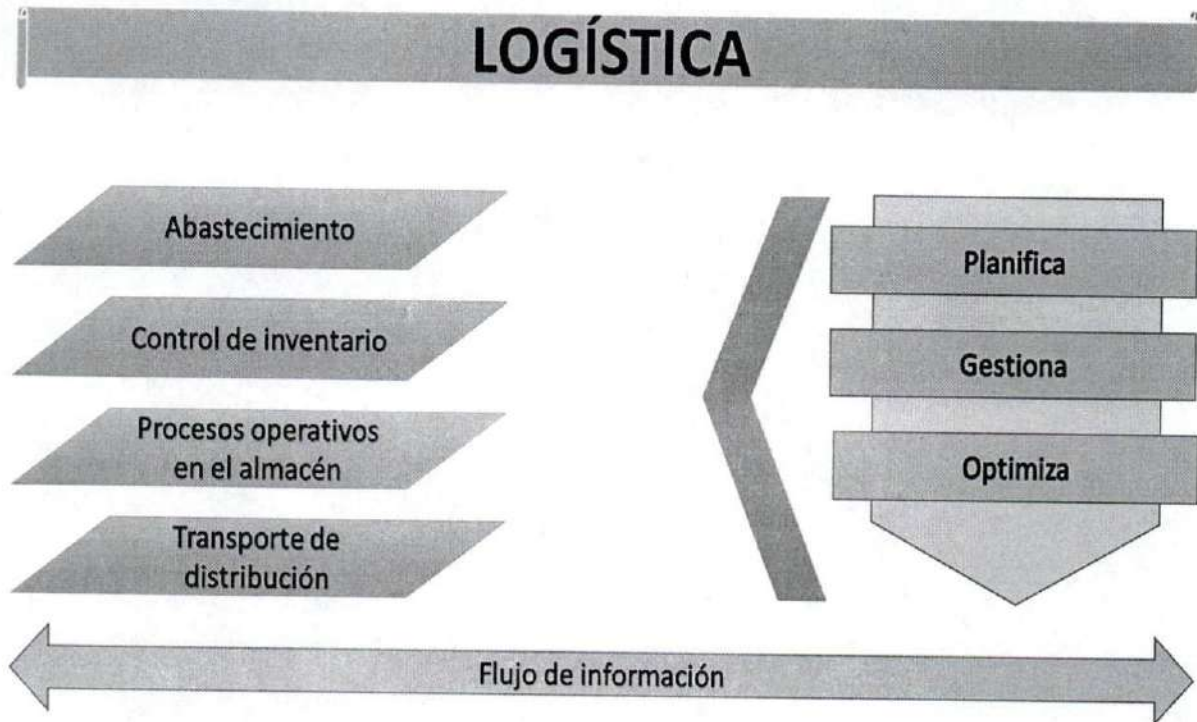 LOGÍSTICA
Abastecimiento
Control de inventario
Procesos operativos
en el almacén
Transporte de
distribución
Planifica
Gestiona
Optimiza
Flujo de información